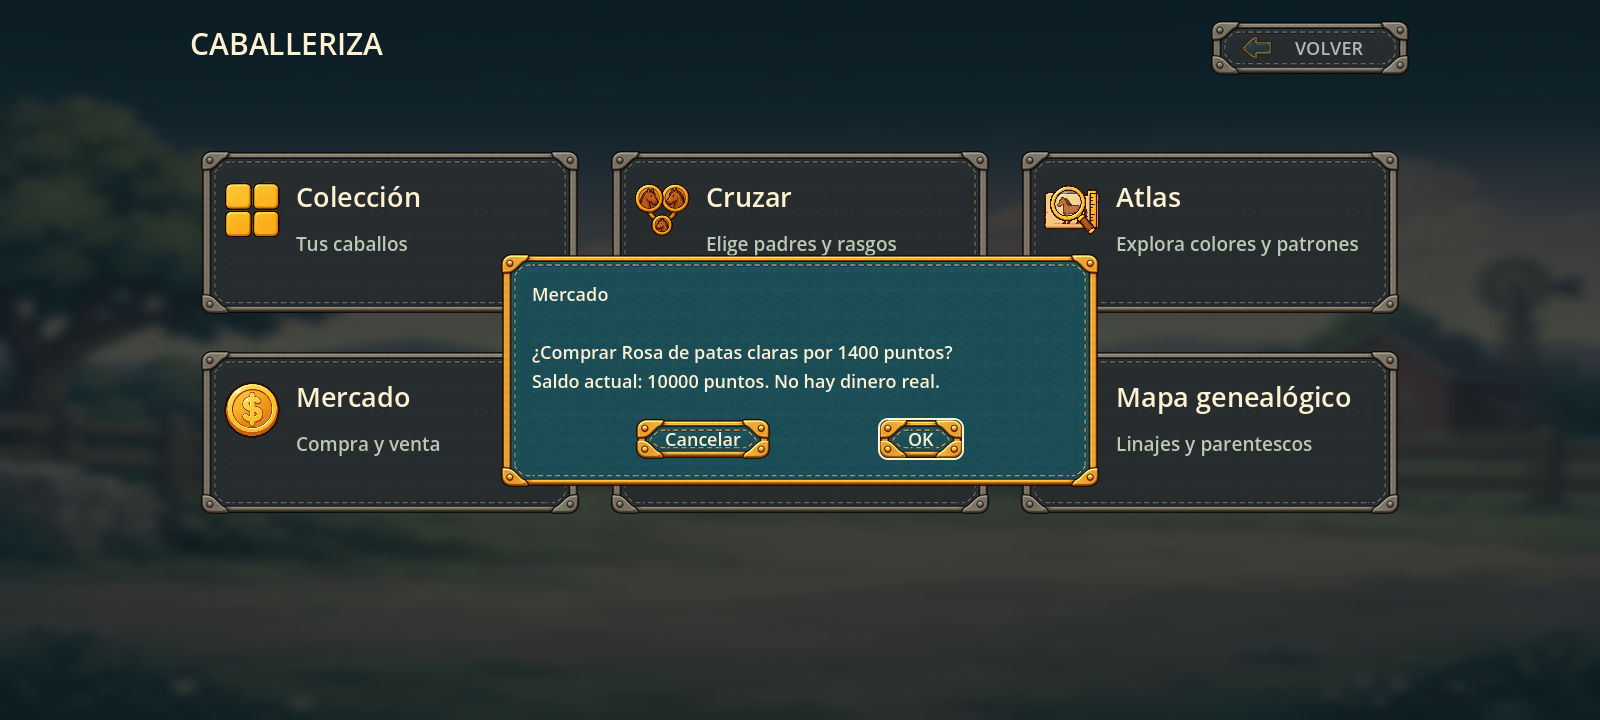 CABALLERIZA
VOLVER
Colección
Tus caballos
Cruzar
Elige padres y rasgos
Atlas
Explora colores y patrones
Mercado
¿Comprar Rosa de patas claras por 1400 puntos?
Saldo actual: 10000 puntos. No hay dinero real.
Cancelar
OK
Mercado
Compra y venta
Mapa genealógico
Linajes y parentescos